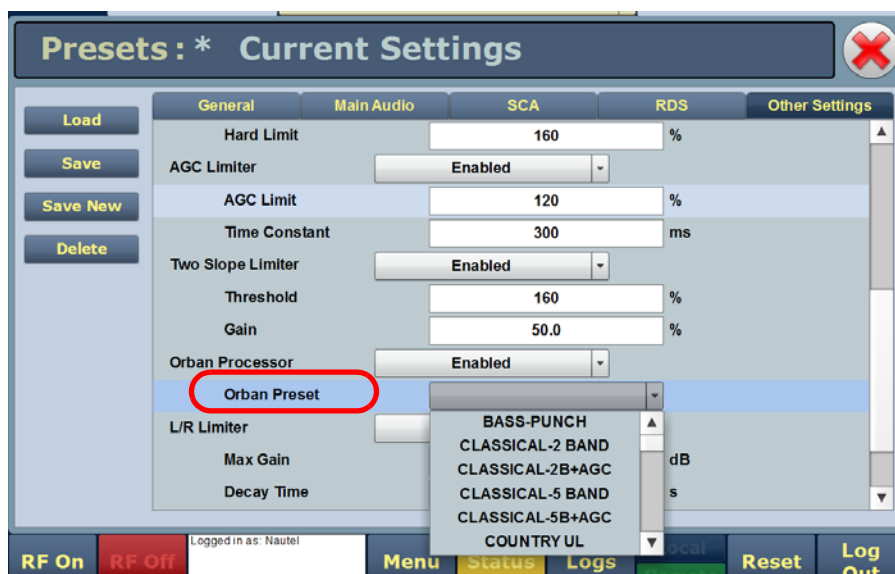 Presets : * Current Settings
General Main Audio SCA RDS Other Settings
Load
Save
Save New
Delete
Hard Limit 160 %
AGC Limiter Enabled
AGC Limit 120 %
Time Constant 300 ms
Two Slope Limiter Enabled
Threshold 160 %
Gain 50.0 %
Orban Processor Enabled
Orban Preset
L/R Limiter
Max Gain dB
Decay Time s
BASS-PUNCH
CLASSICAL-2 BAND
CLASSICAL-2B+AGC
CLASSICAL-5 BAND
CLASSICAL-5B+AGC
COUNTRY UL
RF On RF Off Logged in as: Nautel Menu Status Logs Reset Log
Out